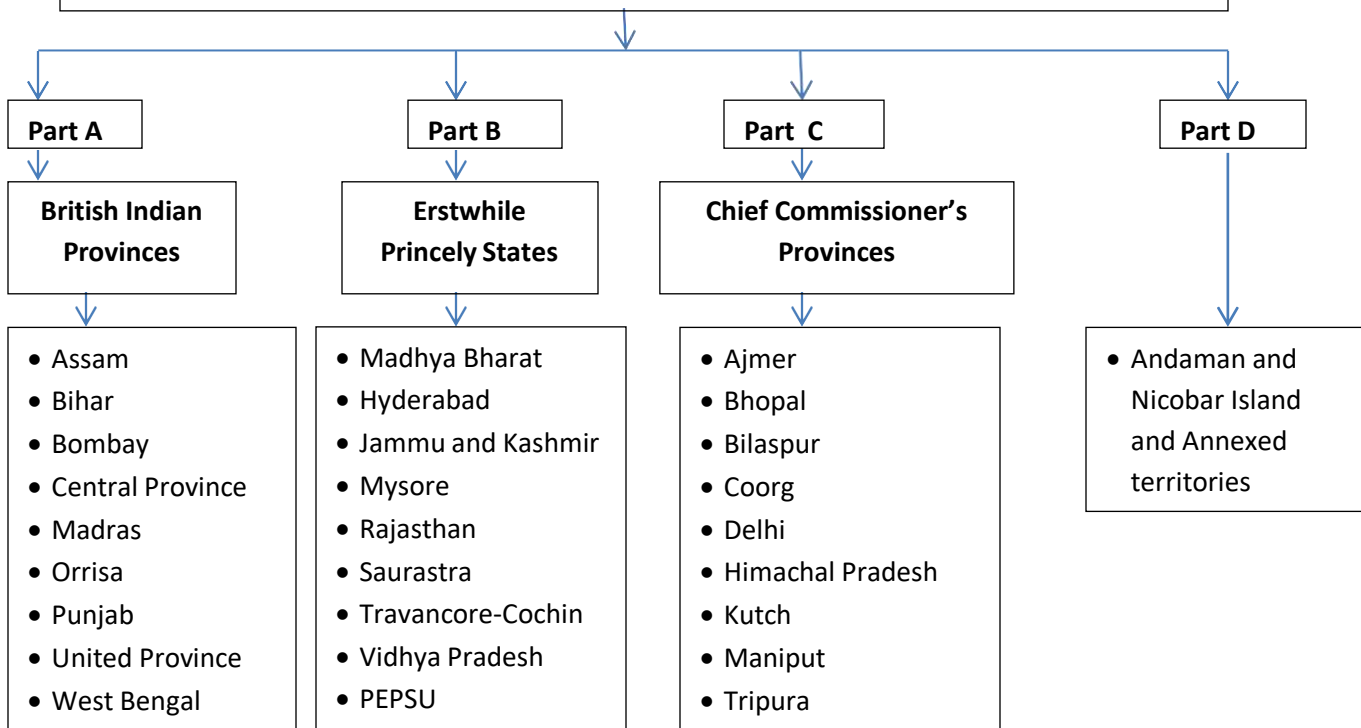 Part A
British Indian
Provinces
• Assam
• Bihar
• Bombay
• Central Province
• Madras
• Orrisa
• Punjab
• United Province
• West Bengal
Part B
Erstwhile
Princely States
• Madhya Bharat
• Hyderabad
• Jammu and Kashmir
• Mysore
• Rajasthan
• Saurastra
• Travancore-Cochin
• Vidhya Pradesh
• PEPSU
Part C
Chief Commissioner’s
Provinces
• Ajmer
• Bhopal
• Bilaspur
• Coorg
• Delhi
• Himachal Pradesh
• Kutch
• Maniput
• Tripura
Part D
• Andaman and
Nicobar Island
and Annexed
territories